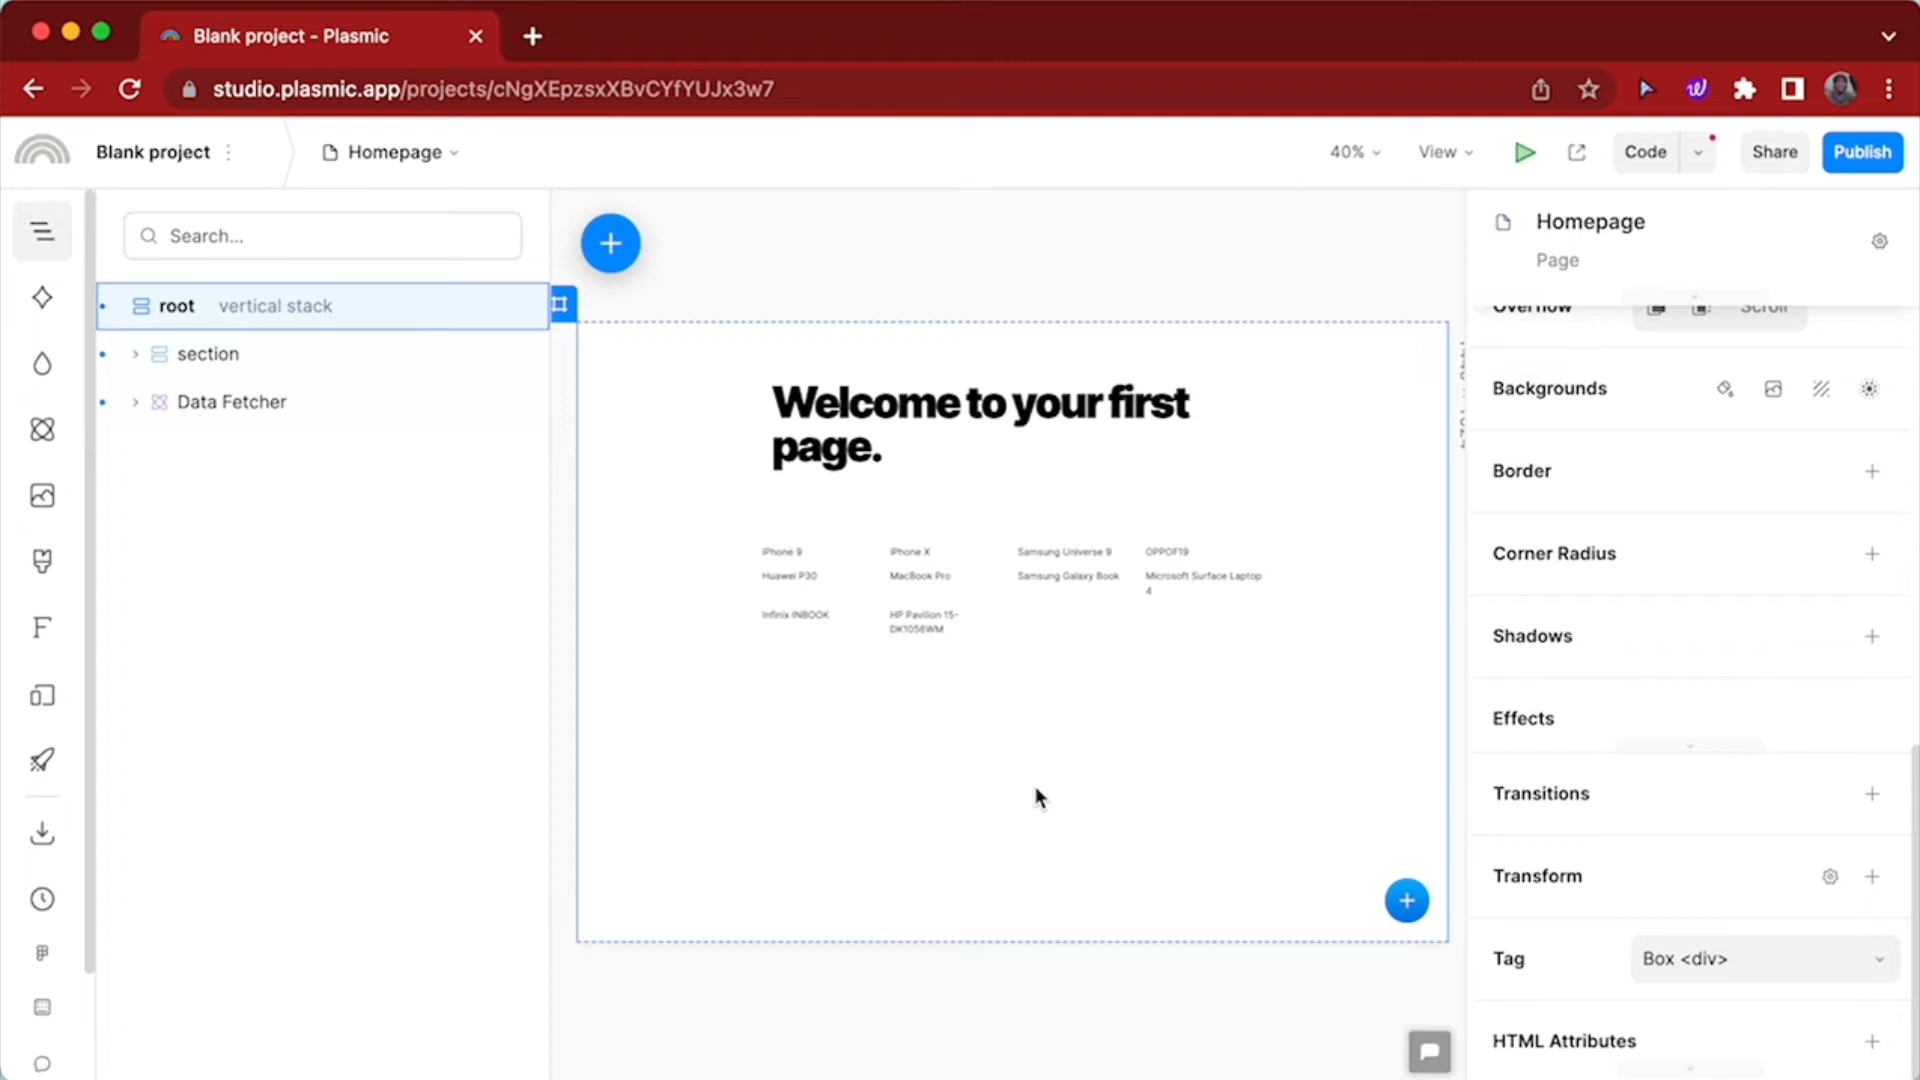 Blank project - Plasmic
studio.plasmic.app/projects/cNgXEpzsxXBvCYfYUJx3w7
Blank project
Homepage
40%
View
Code
Share
Publish
Search...
root vertical stack
section
Data Fetcher
Welcome to your first
page.
iPhone 9
iPhone X
Samsung Universe 9
OPPOF19
Huawei P30
MacBook Pro
Samsung Galaxy Book
Microsoft Surface Laptop
4
Infinix INBOOK
HP Pavilion 15-
DK1056WM
Homepage
Page
Overflow
Scroll
Backgrounds
Border
Corner Radius
Shadows
Effects
Transitions
Transform
Tag
Box <div>
HTML Attributes